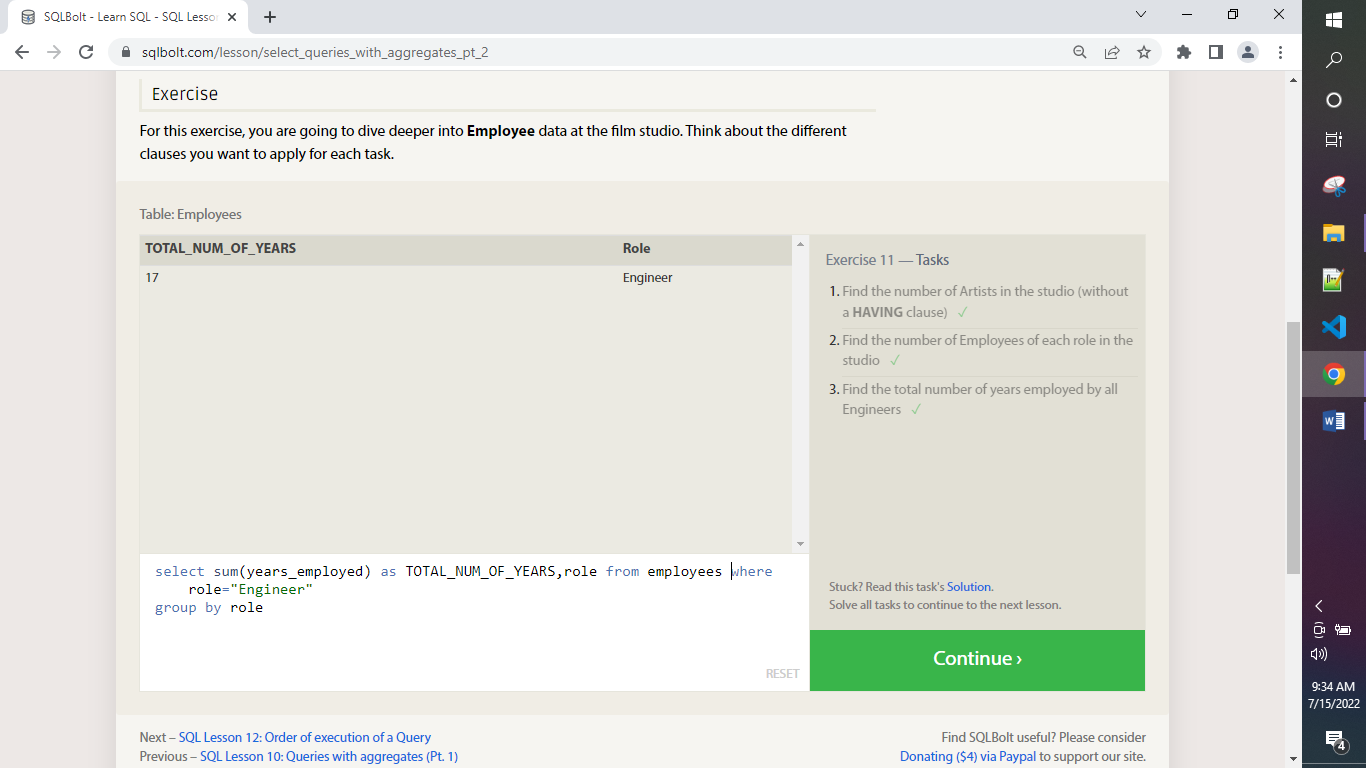 SQLBolt - Learn SQL - SQL Lesso
sqlbolt.com/lesson/select_queries_with_aggregates_pt_2
Exercise
For this exercise, you are going to dive deeper into Employee data at the film studio. Think about the different
clauses you want to apply for each task.
Table: Employees
TOTAL_NUM_OF_YEARS Role
17 Engineer
Exercise 11 — Tasks
1. Find the number of Artists in the studio (without
a HAVING clause) ✓
2. Find the number of Employees of each role in the
studio ✓
3. Find the total number of years employed by all
Engineers ✓
select sum(years_employed) as TOTAL_NUM_OF_YEARS,role from employees where
role="Engineer"
group by role
RESET
Stuck? Read this task's Solution.
Solve all tasks to continue to the next lesson.
Continue ›
Next – SQL Lesson 12: Order of execution of a Query
Previous – SQL Lesson 10: Queries with aggregates (Pt. 1)
Find SQLBolt useful? Please consider
Donating ($4) via Paypal to support our site.
W
9:34 AM
7/15/2022
4